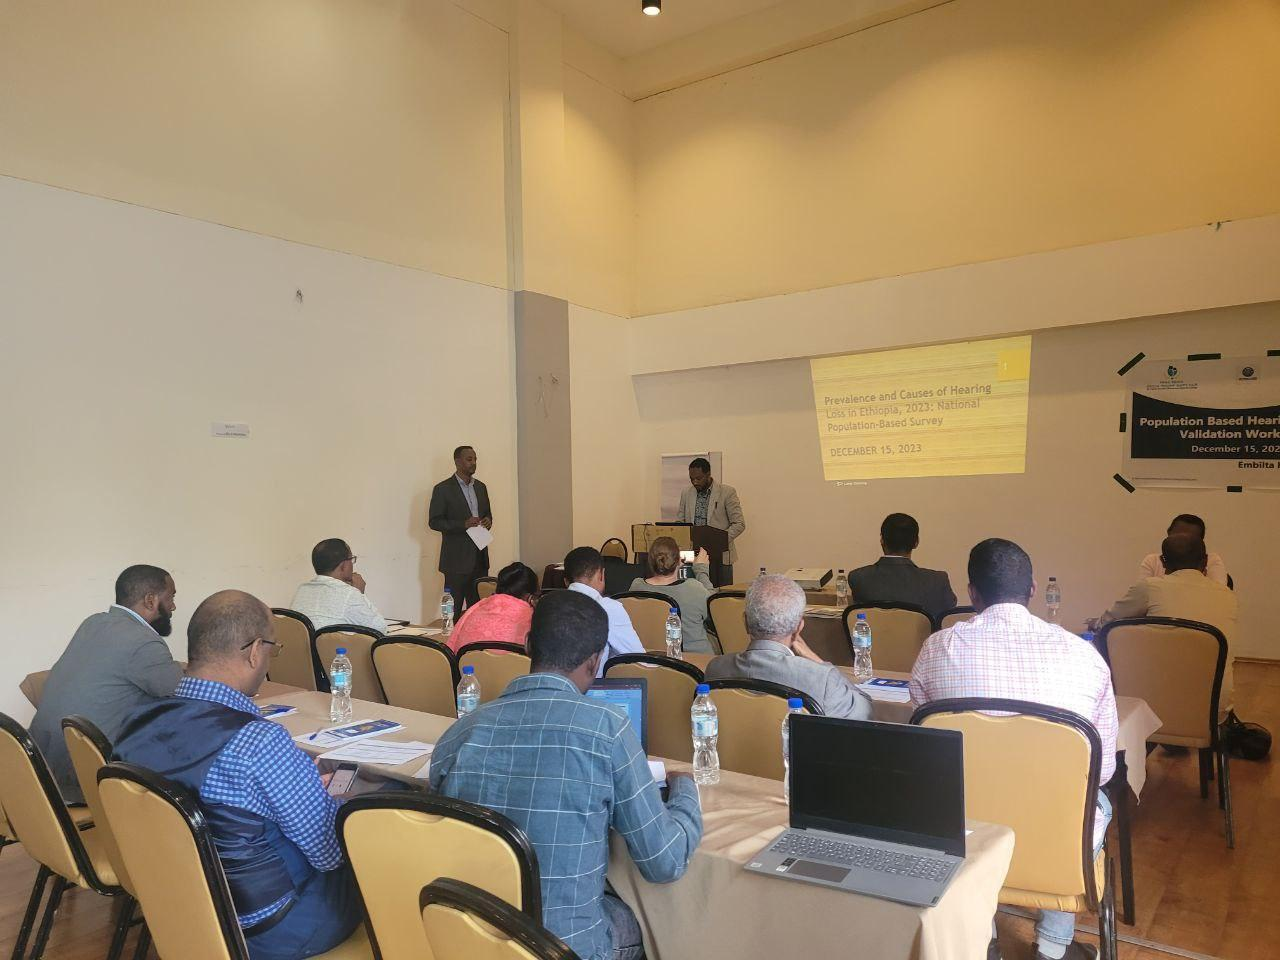 Prevalence and Causes of Hearing
Loss in Ethiopia, 2023: National
Population-Based Survey
DECEMBER 15, 2023
Population Based Heari
Validation Work
December 15, 202
Embilta H